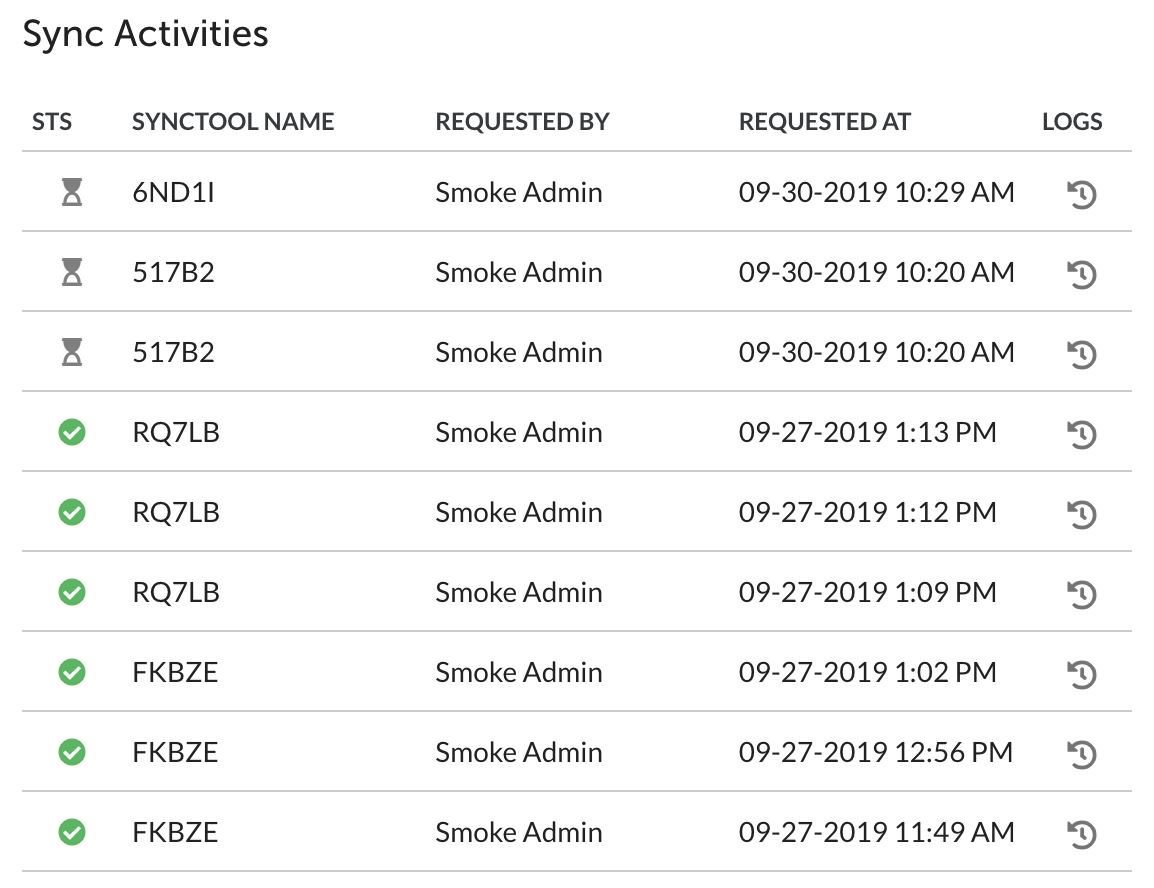 Sync Activities
STS SYNCTOOL NAME REQUESTED BY REQUESTED AT LOGS
6ND1I Smoke Admin 09-30-2019 10:29 AM
517B2 Smoke Admin 09-30-2019 10:20 AM
517B2 Smoke Admin 09-30-2019 10:20 AM
RQ7LB Smoke Admin 09-27-2019 1:13 PM
RQ7LB Smoke Admin 09-27-2019 1:12 PM
RQ7LB Smoke Admin 09-27-2019 1:09 PM
FKBZE Smoke Admin 09-27-2019 1:02 PM
FKBZE Smoke Admin 09-27-2019 12:56 PM
FKBZE Smoke Admin 09-27-2019 11:49 AM